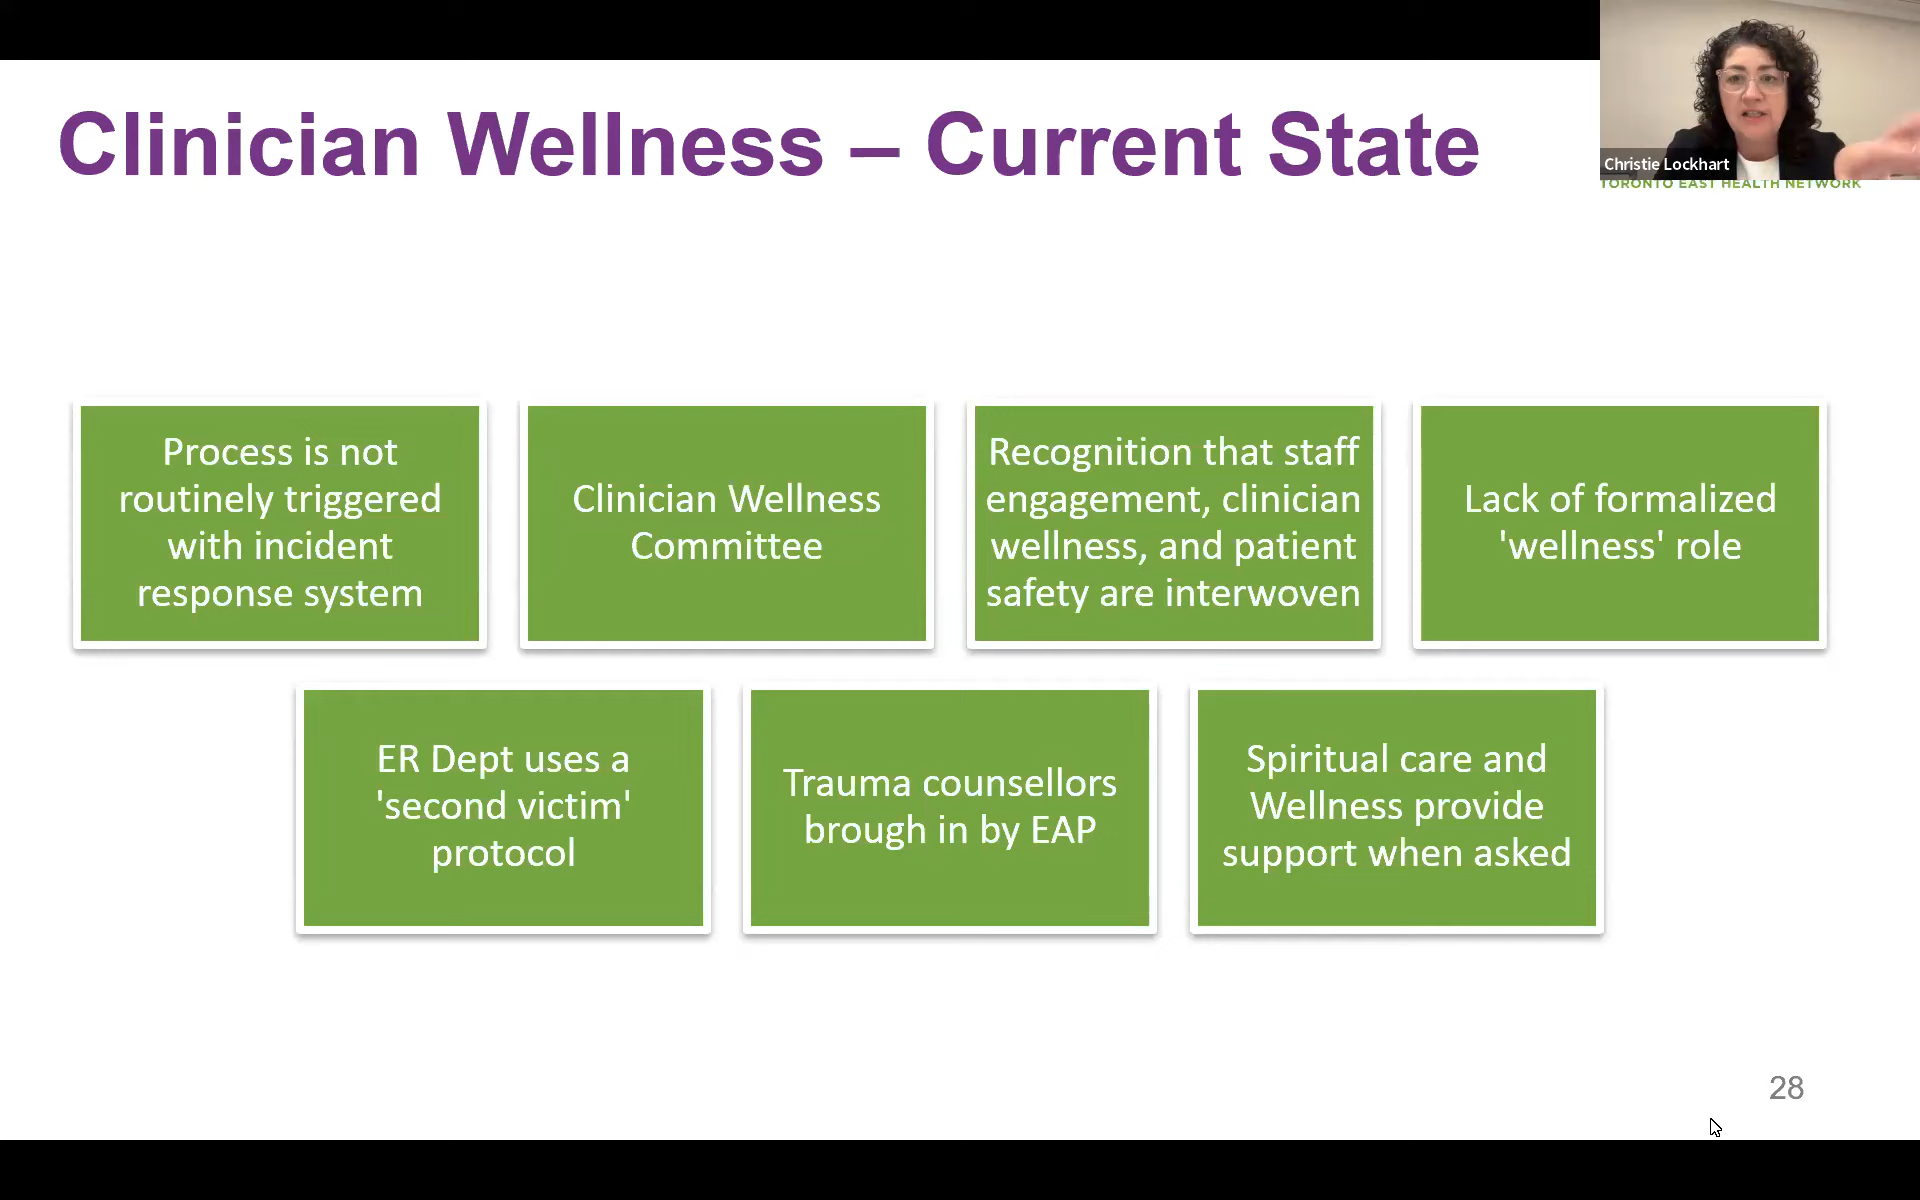 Clinician Wellness – Current State
Christie Lockhart
TORONTO EAST HEALTH NETWORK
Process is not
routinely triggered
with incident
response system
Clinician Wellness
Committee
Recognition that staff
engagement, clinician
wellness, and patient
safety are interwoven
Lack of formalized
'wellness' role
ER Dept uses a
'second victim'
protocol
Trauma counsellors
brough in by EAP
Spiritual care and
Wellness provide
support when asked
28